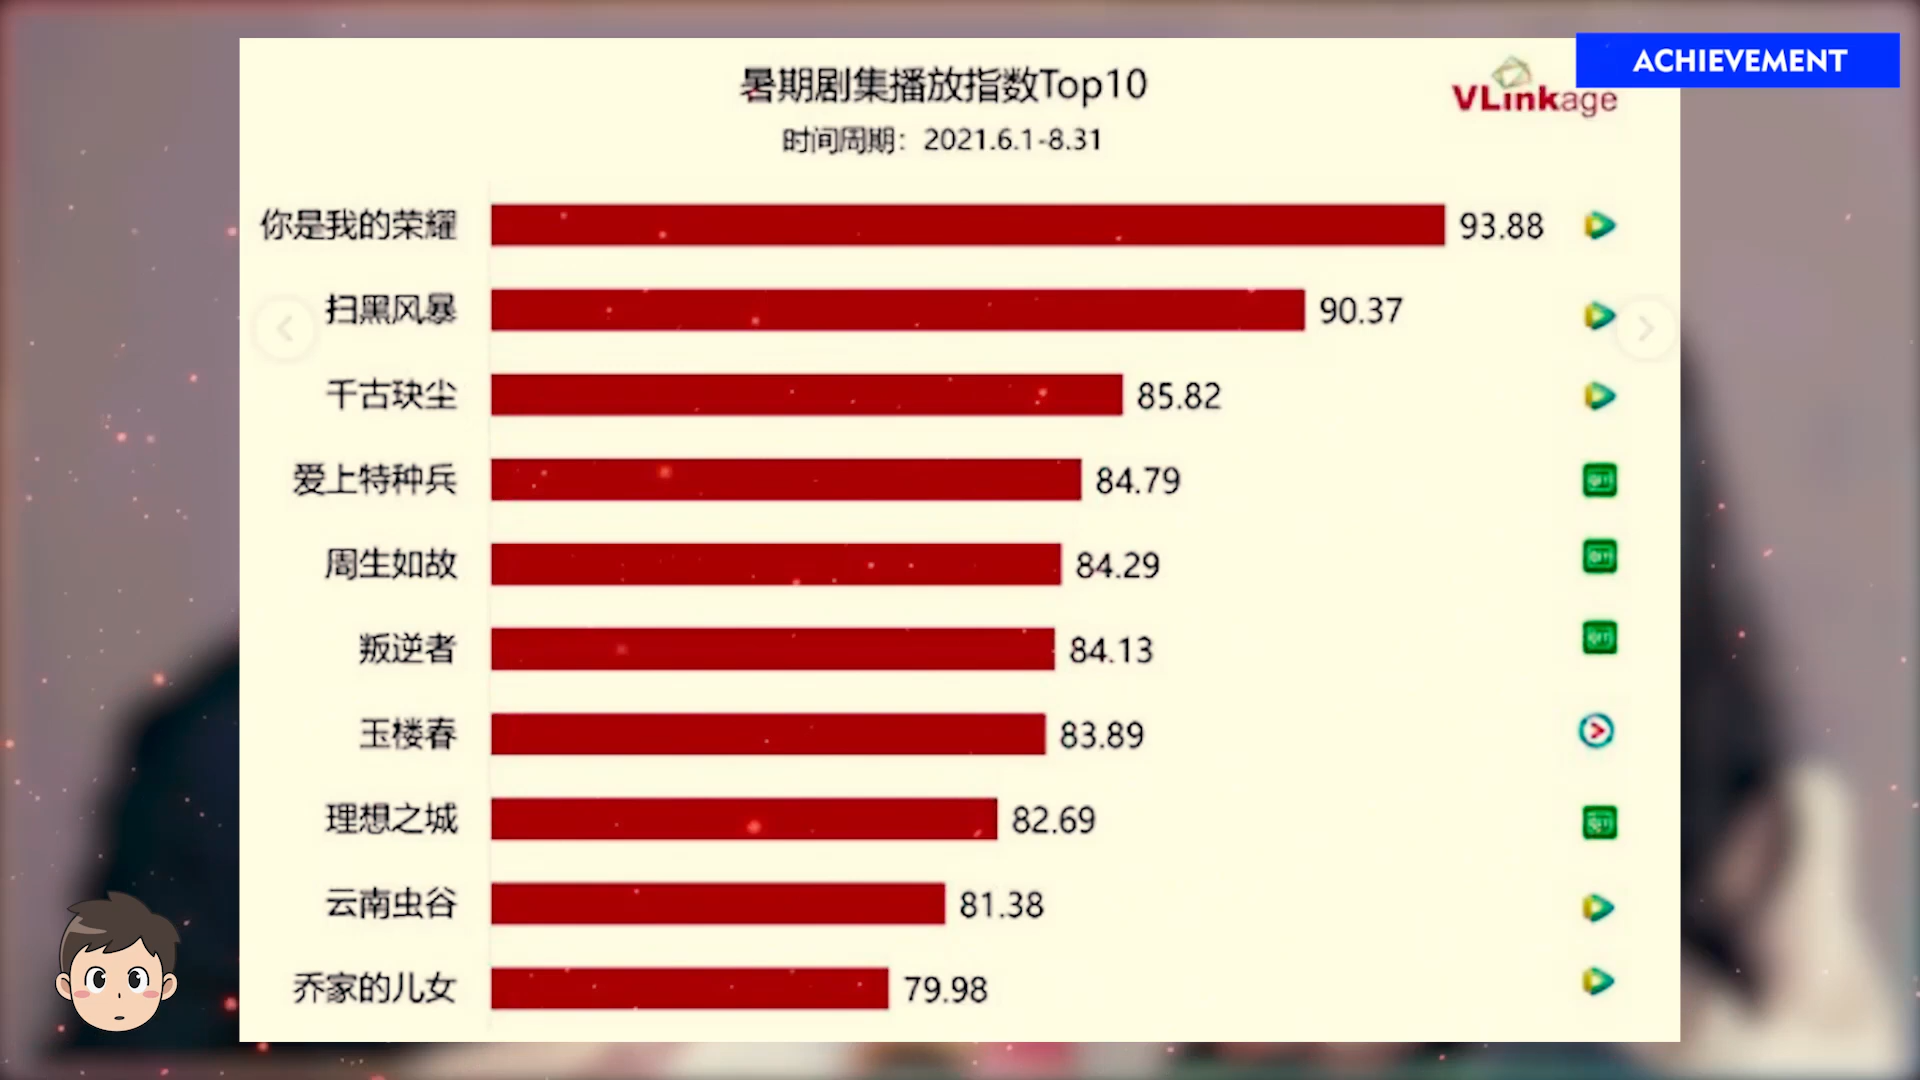 ACHIEVEMENT
暑期剧集播放指数Top10
VLinkage
时间周期：2021.6.1-8.31
你是我的荣耀 93.88
扫黑风暴 90.37
千古玦尘 85.82
爱上特种兵 84.79
周生如故 84.29
叛逆者 84.13
玉楼春 83.89
理想之城 82.69
云南虫谷 81.38
乔家的儿女 79.98